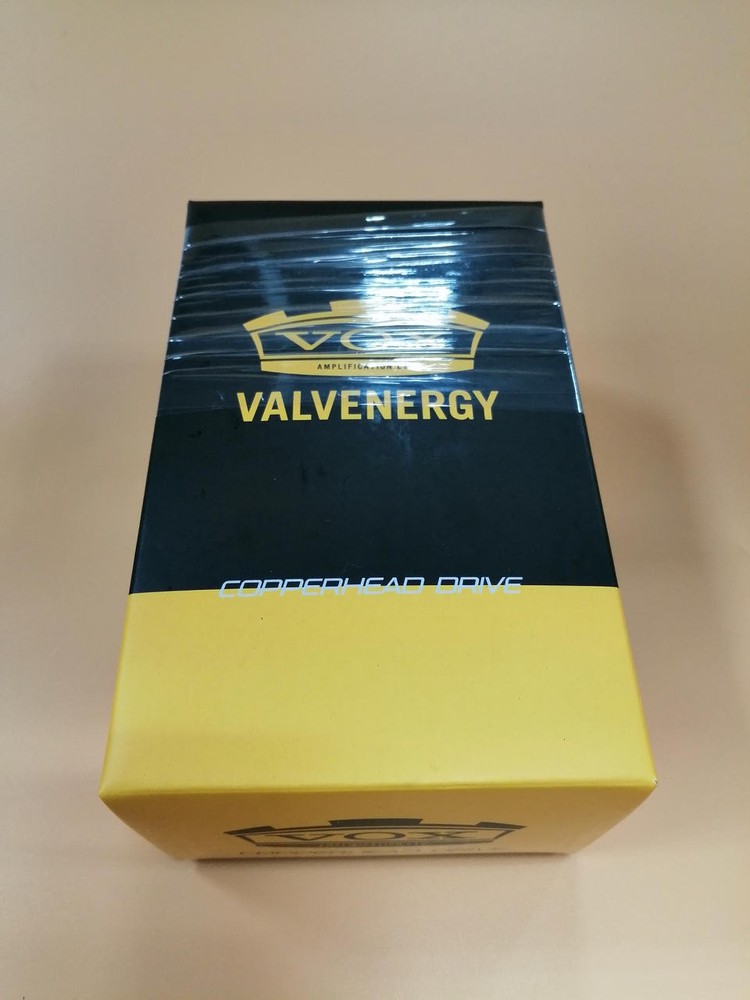 VOX
AMPLIFICATION
VALVENERGY
COPPERHEAD DRIVE
VOX